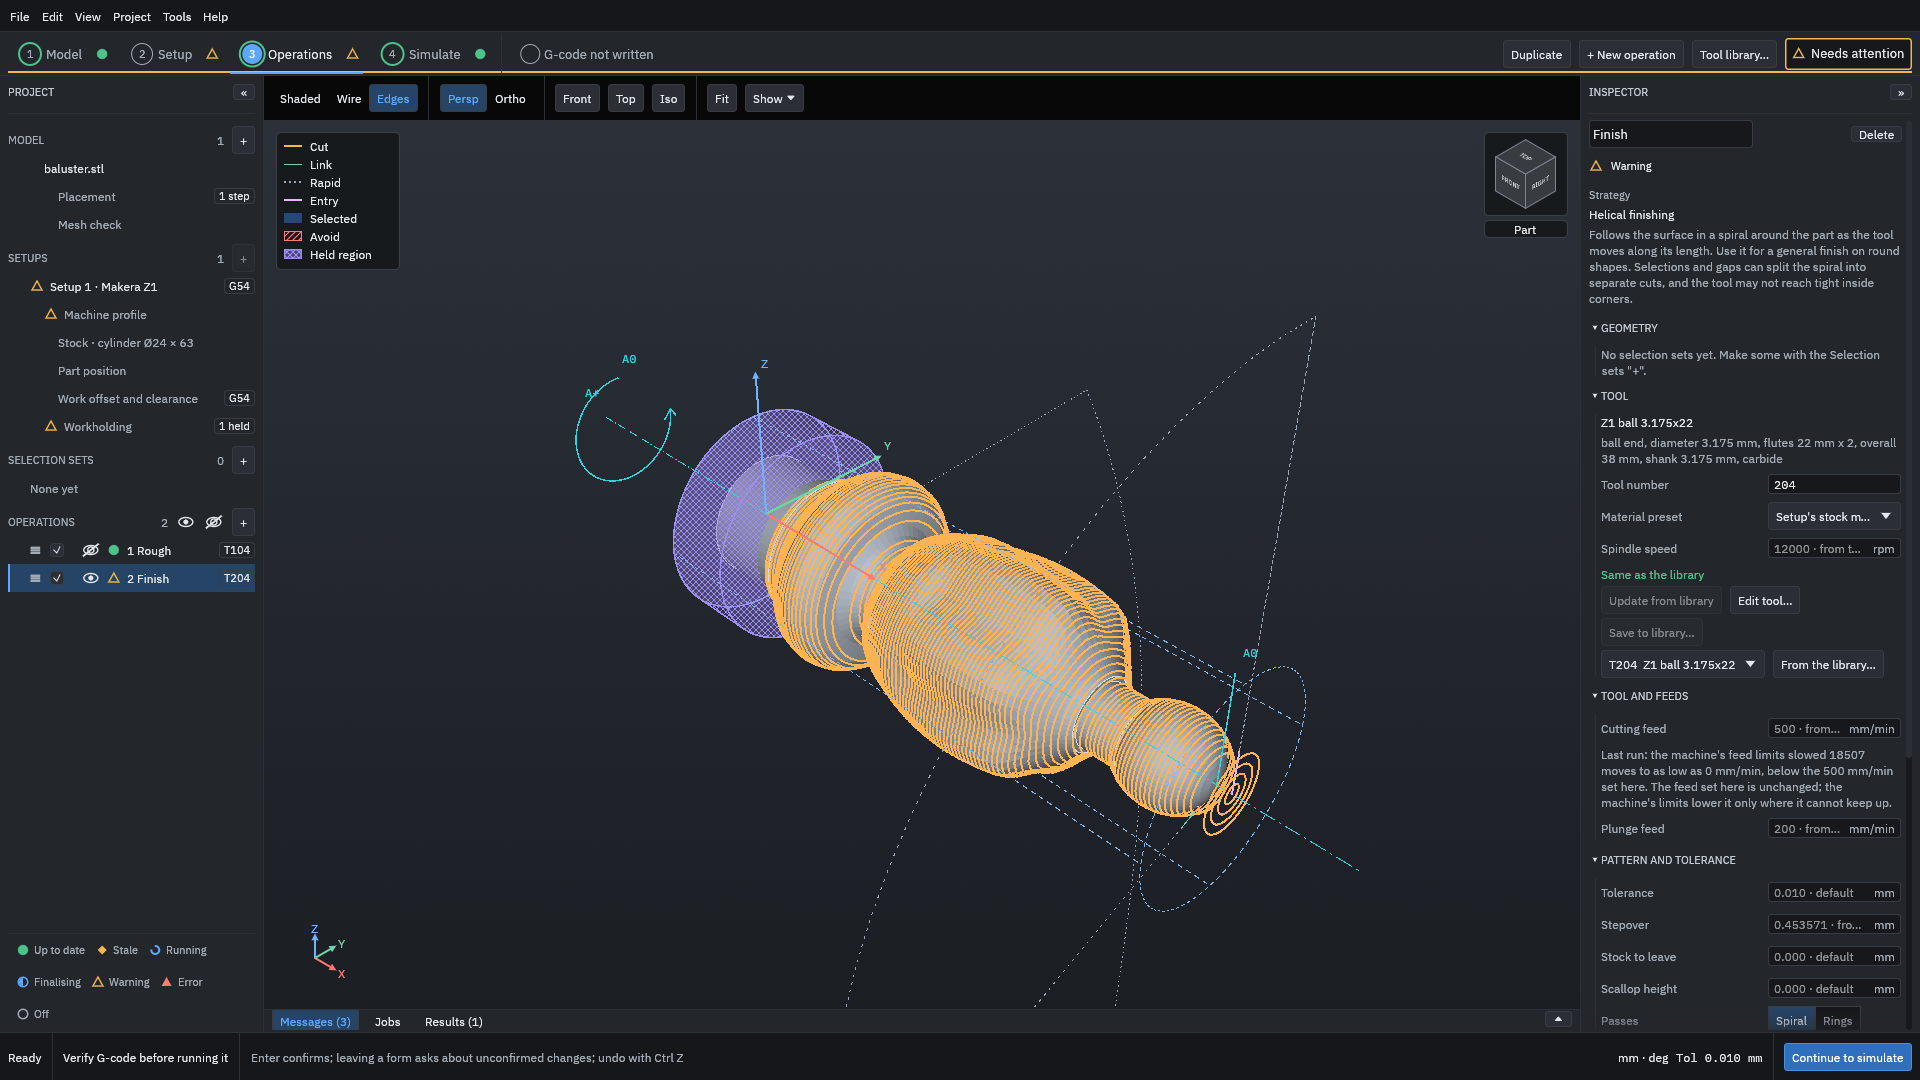 File Edit View Project Tools Help
1 Model 2 Setup 3 Operations 4 Simulate G-code not written Duplicate + New operation Tool library... Needs attention
PROJECT «
Shaded Wire Edges Persp Ortho Front Top Iso Fit Show
INSPECTOR »
MODEL 1 +
baluster.stl
Placement 1 step
Mesh check
SETUPS 1 +
Setup 1 · Makera Z1 G54
Machine profile
Stock · cylinder Ø24 × 63
Part position
Work offset and clearance G54
Workholding 1 held
SELECTION SETS 0 +
None yet
OPERATIONS 2 +
1 Rough T104
2 Finish T204
Up to date Stale Running
Finalising Warning Error
Off
Cut
Link
Rapid
Entry
Selected
Avoid
Held region
TOP
FRONT RIGHT
Part
A0
A+
Z
Y
A0
Z
Y
X
Messages (3) Jobs Results (1)
Finish Delete
Warning
Strategy
Helical finishing
Follows the surface in a spiral around the part as the tool
moves along its length. Use it for a general finish on round
shapes. Selections and gaps can split the spiral into
separate cuts, and the tool may not reach tight inside
corners.
GEOMETRY
No selection sets yet. Make some with the Selection
sets "+".
TOOL
Z1 ball 3.175x22
ball end, diameter 3.175 mm, flutes 22 mm x 2, overall
38 mm, shank 3.175 mm, carbide
Tool number 204
Material preset Setup's stock m...
Spindle speed 12000 · from t... rpm
Same as the library
Update from library Edit tool...
Save to library...
T204 Z1 ball 3.175x22 From the library...
TOOL AND FEEDS
Cutting feed 500 · from... mm/min
Last run: the machine's feed limits slowed 18507
moves to as low as 0 mm/min, below the 500 mm/min
set here. The feed set here is unchanged; the
machine's limits lower it only where it cannot keep up.
Plunge feed 200 · from... mm/min
PATTERN AND TOLERANCE
Tolerance 0.010 · default mm
Stepover 0.453571 · fro... mm
Stock to leave 0.000 · default mm
Scallop height 0.000 · default mm
Passes Spiral Rings
Ready Verify G-code before running it Enter confirms; leaving a form asks about unconfirmed changes; undo with Ctrl Z mm · deg Tol 0.010 mm Continue to simulate